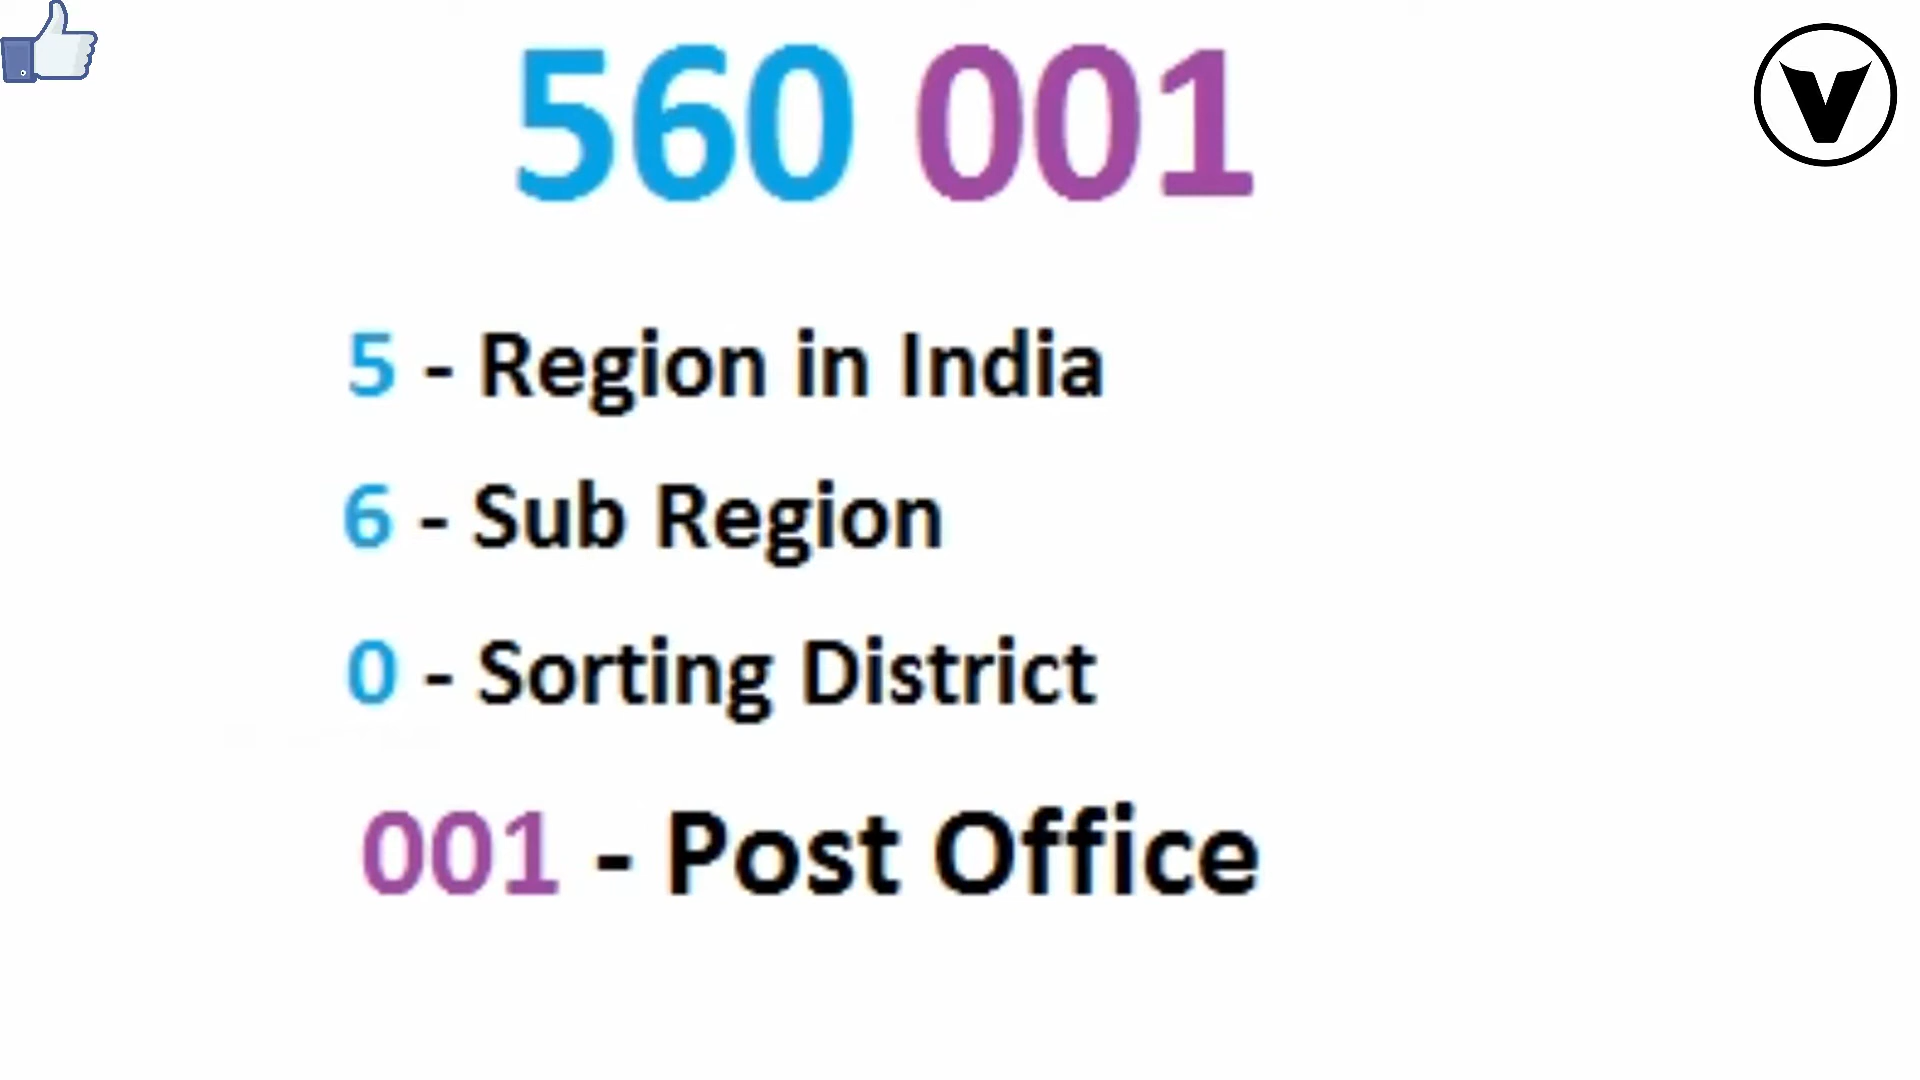 560 001
5 - Region in India
6 - Sub Region
0 - Sorting District
001 - Post Office
V